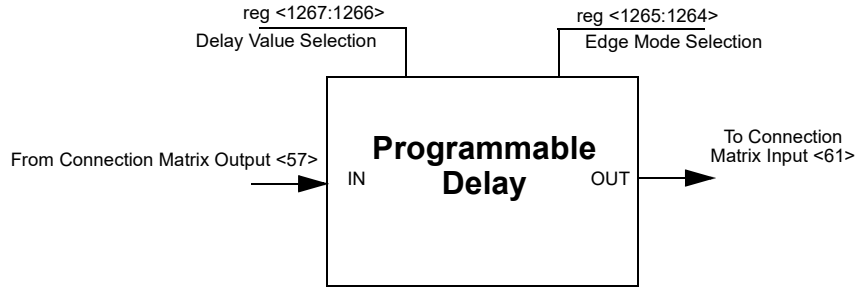 reg <1267:1266>
Delay Value Selection
reg <1265:1264>
Edge Mode Selection
From Connection Matrix Output <57>
IN
Programmable
Delay
OUT
To Connection
Matrix Input <61>